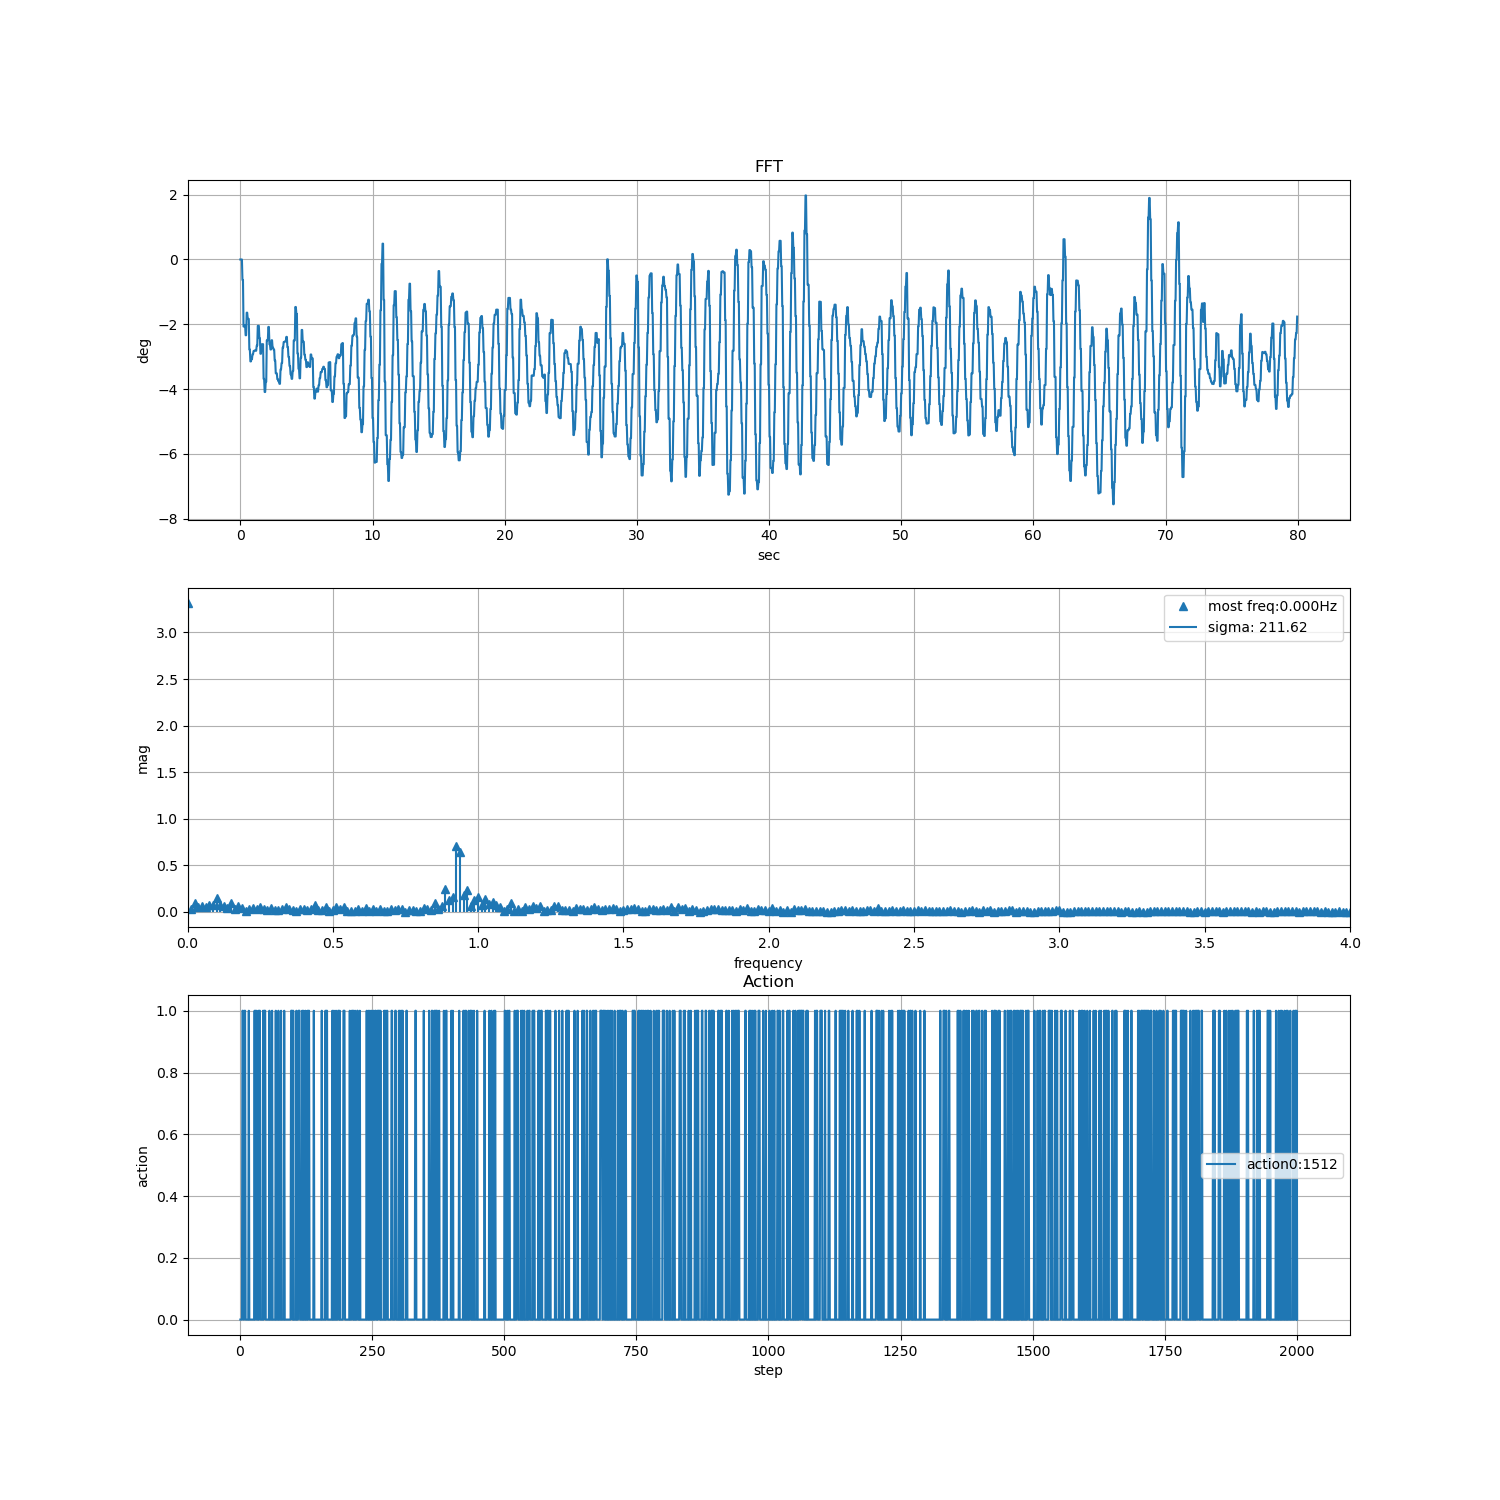 FFT
2
0
−2
−4
−6
−8
deg
0 10 20 30 40 50 60 70 80
sec
3.0
2.5
2.0
1.5
1.0
0.5
0.0
mag
most freq:0.000Hz
sigma: 211.62
0.0 0.5 1.0 1.5 2.0 2.5 3.0 3.5 4.0
frequency
Action
1.0
0.8
0.6
0.4
0.2
0.0
action
action0:1512
0 250 500 750 1000 1250 1500 1750 2000
step